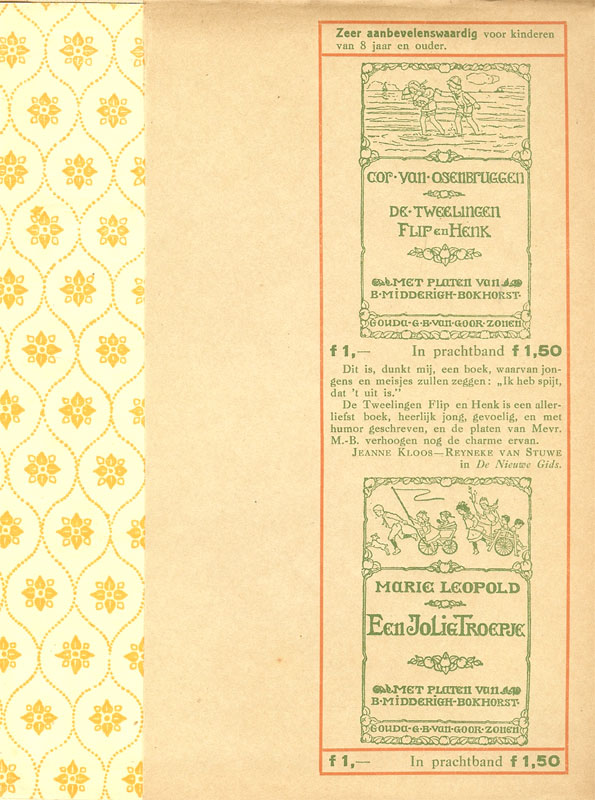 Zeer aanbevelenswaardig voor kinderen
van 8 jaar en ouder.
COR·VAN·OSENBRUGGEN
DE·TWEELINGEN
FLIP en HENK
MET PLATEN VAN
B·MIDDERIGH-BOKHORST·
GOUDA·G·B·VAN·GOOR·ZONEN
f 1,— In prachtband f 1,50
Dit is, dunkt mij, een boek, waarvan jon-
gens en meisjes zullen zeggen: „Ik heb spijt,
dat 't uit is.”
De Tweelingen Flip en Henk is een aller-
liefst boek, heerlijk jong, gevoelig, en met
humor geschreven, en de platen van Mevr.
M.-B. verhoogen nog de charme ervan.
JEANNE KLOOS—REYNEKE VAN STUWE
in De Nieuwe Gids.
MARIE LEOPOLD
EEN JOLIG TROEPJE
MET PLATEN VAN
B·MIDDERIGH-BOKHORST·
GOUDA·G·B·VAN·GOOR·ZONEN
f 1,— In prachtband f 1,50